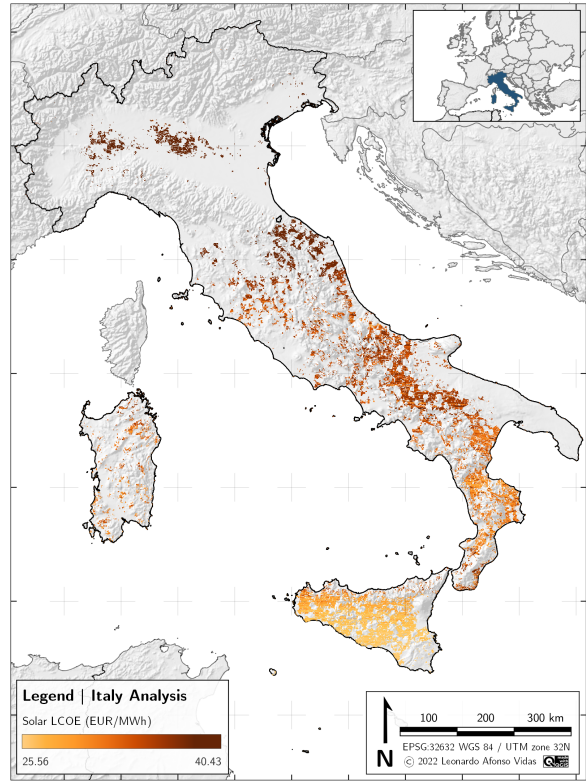 Legend | Italy Analysis
Solar LCOE (EUR/MWh)
25.56 40.43
100 200 300 km
N
EPSG:32632 WGS 84 / UTM zone 32N
© 2022 Leonardo Afonso Vidas